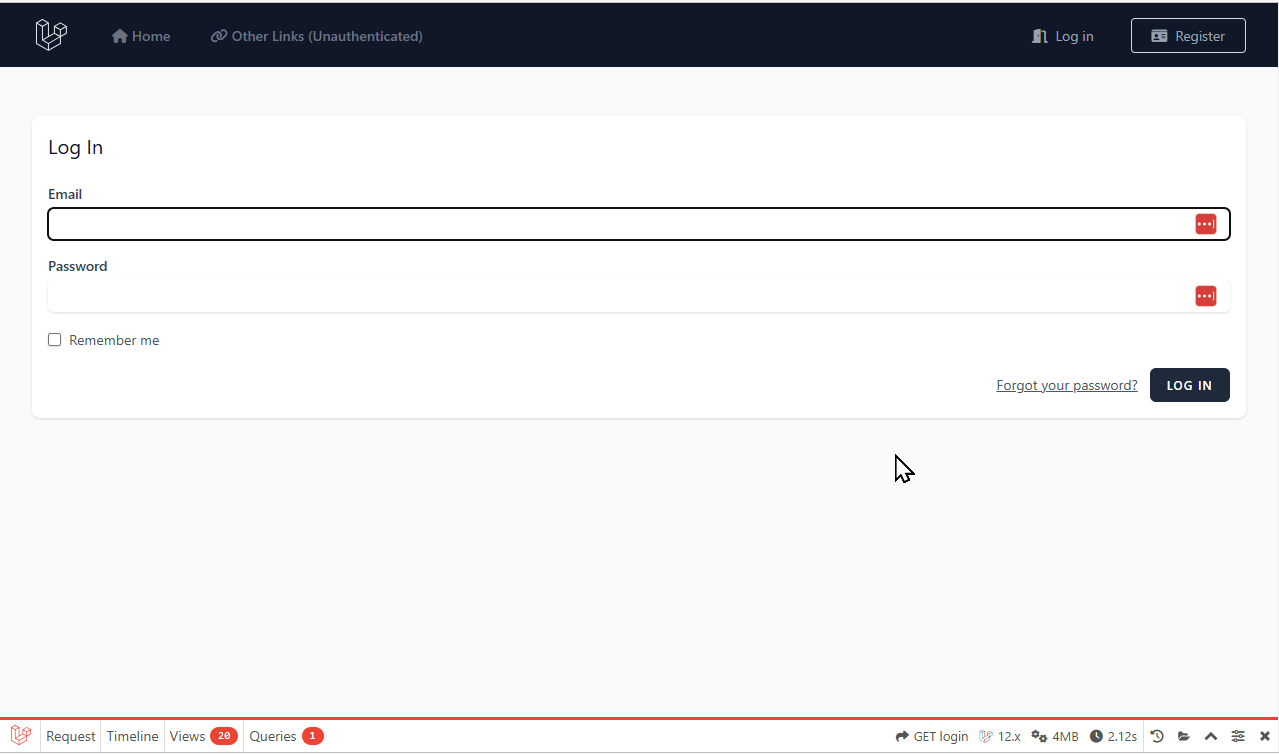 Home Other Links (Unauthenticated) Log in Register
Log In
Email
Password
Remember me
Forgot your password? LOG IN
Request Timeline Views 20 Queries 1 GET login 12.x 4MB 2.12s